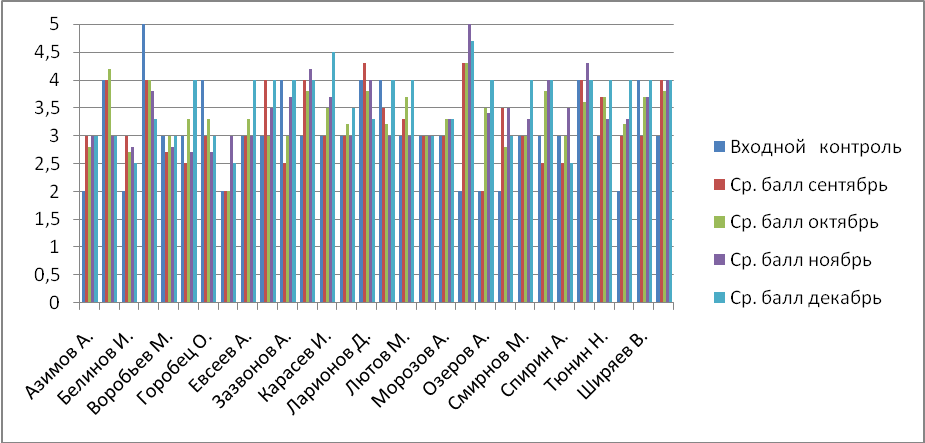 5
4,5
4
3,5
3
2,5
2
1,5
1
0,5
0
Азимов А.
Белинов И.
Воробьев М.
Горобец О.
Евсеев А.
Зазвонов А.
Карасев И.
Ларионов Д.
Лютов М.
Морозов А.
Озеров А.
Смирнов М.
Спирин А.
Тюнин Н.
Ширяев В.
Входной контроль
Ср. балл сентябрь
Ср. балл октябрь
Ср. балл ноябрь
Ср. балл декабрь